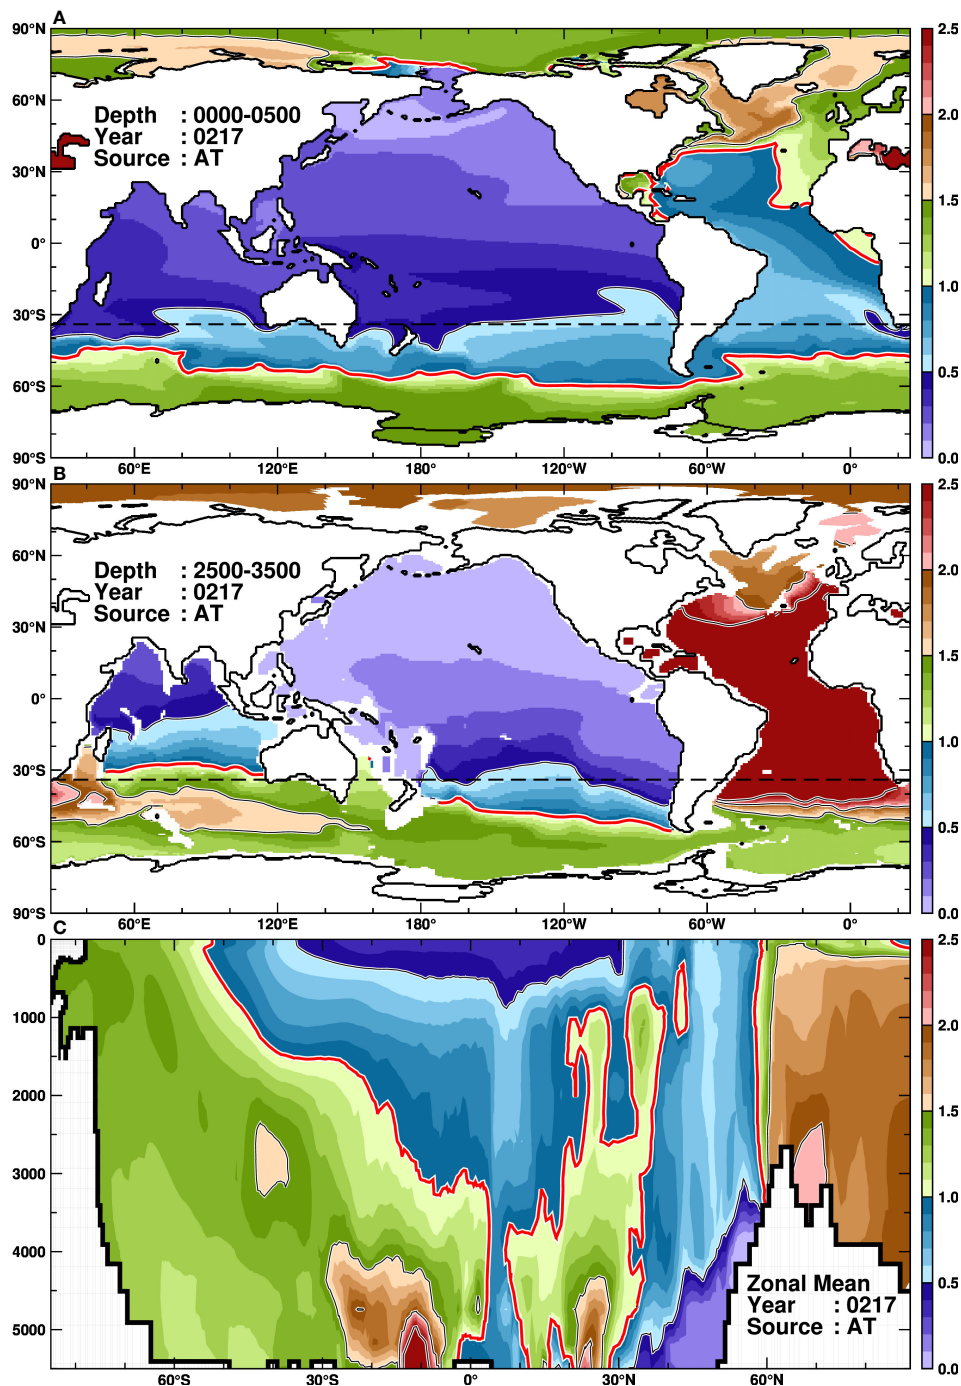 A
90°N
60°N
30°N
0°
30°S
60°S
90°S
Depth : 0000-0500
Year : 0217
Source : AT
60°E 120°E 180° 120°W 60°W 0°
2.5
2.0
1.5
1.0
0.5
0.0
B
90°N
60°N
30°N
0°
30°S
60°S
90°S
Depth : 2500-3500
Year : 0217
Source : AT
60°E 120°E 180° 120°W 60°W 0°
2.5
2.0
1.5
1.0
0.5
0.0
C
0
1000
2000
3000
4000
5000
Zonal Mean
Year : 0217
Source : AT
60°S 30°S 0° 30°N 60°N
2.5
2.0
1.5
1.0
0.5
0.0